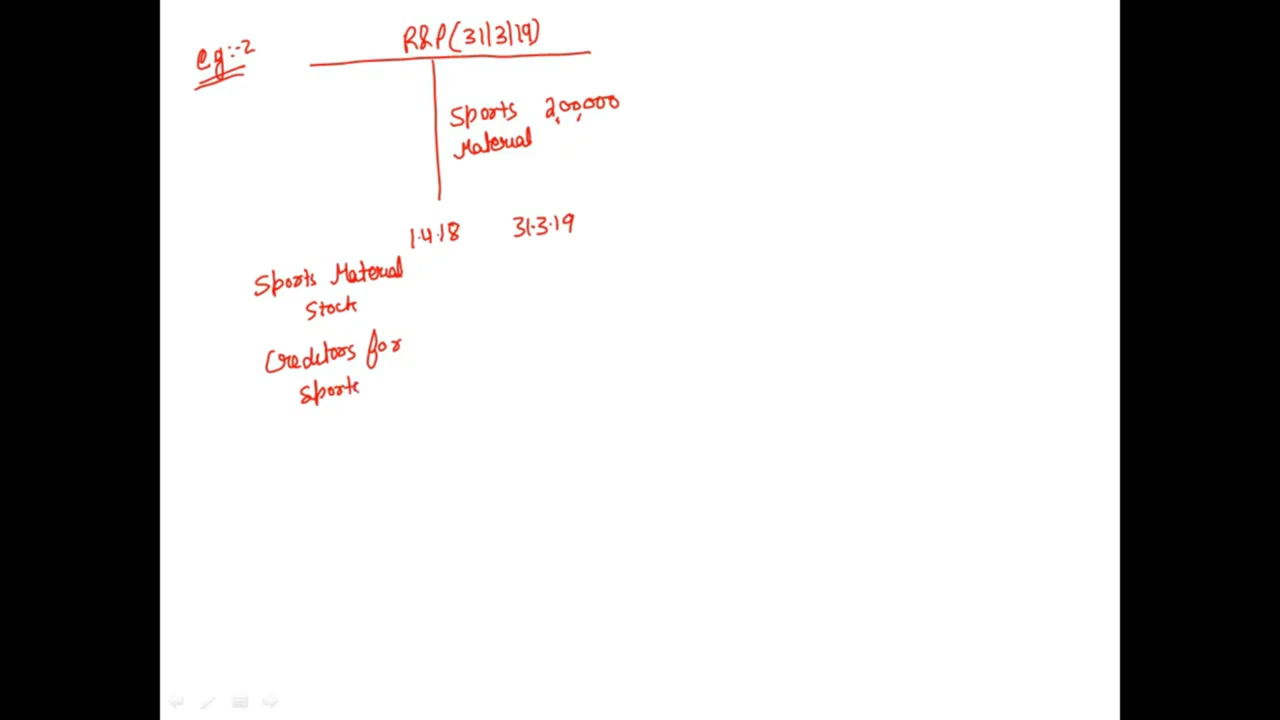 eg:-2
R&P(31/3/19)
Sports 2,00,000
Material
1.4.18 31.3.19
Sports Material
Stock
Creditors for
Sports